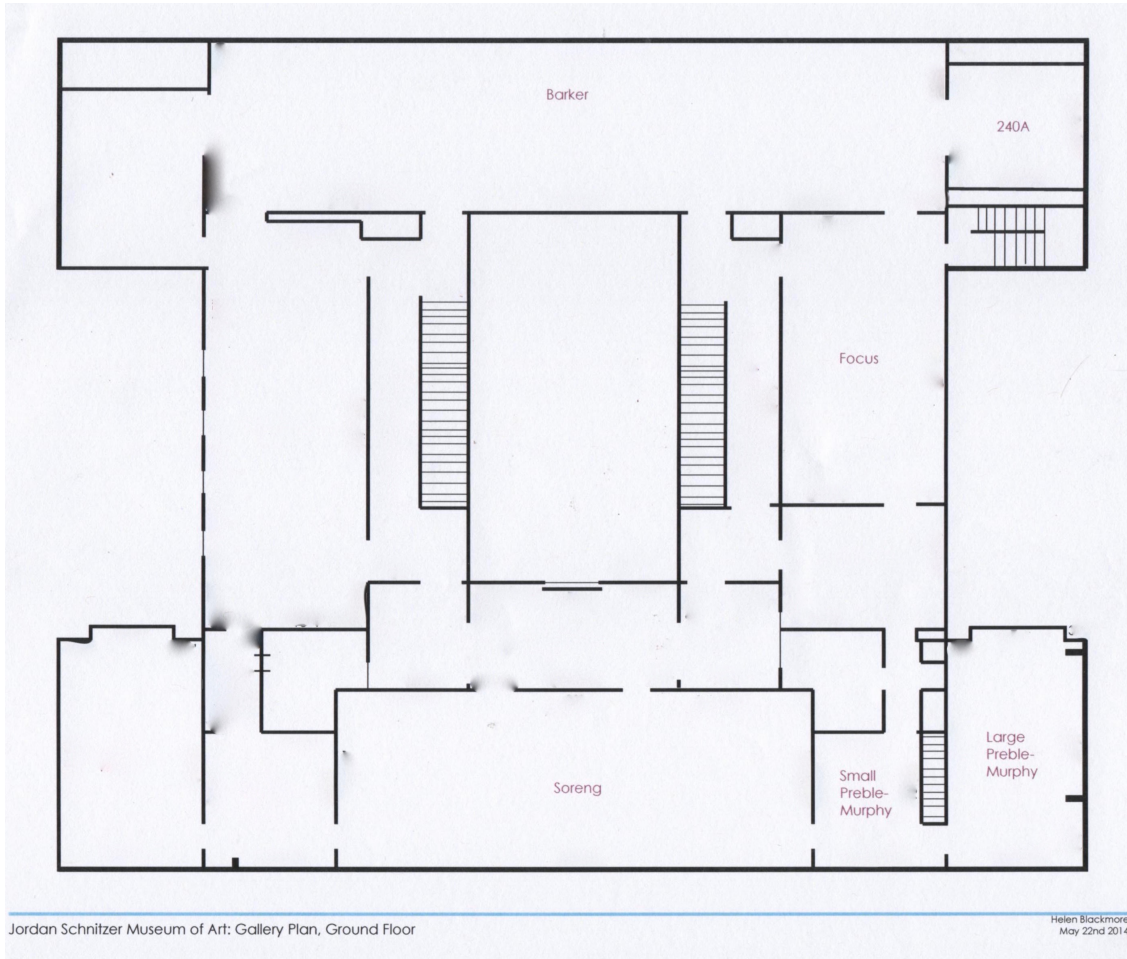 Barker
240A
Focus
Large
Preble-
Murphy
Small
Preble-
Murphy
Soreng
Jordan Schnitzer Museum of Art: Gallery Plan, Ground Floor
Helen Blackmore
May 22nd 2014